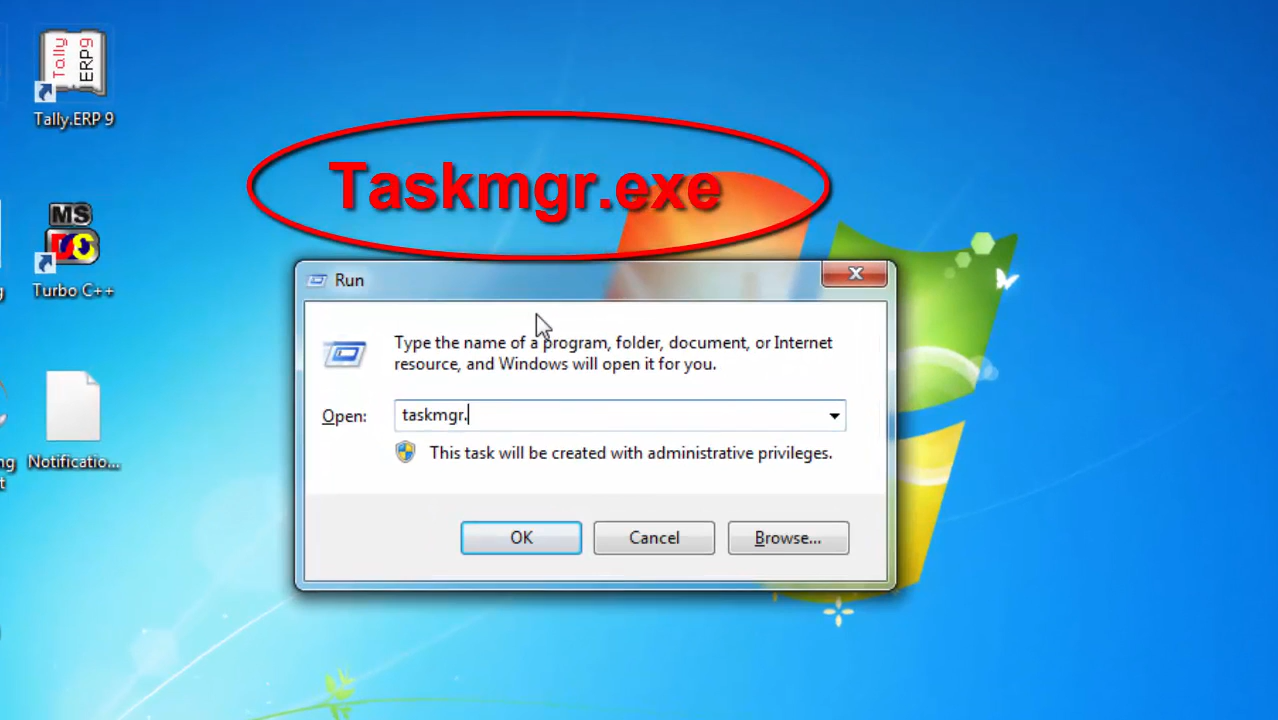 Tally
ERP9
Tally.ERP 9
Taskmgr.exe
MS
DO
Turbo C++
Run
Type the name of a program, folder, document, or Internet
resource, and Windows will open it for you.
Open:
taskmgr.
This task will be created with administrative privileges.
Notificatio...
OK
Cancel
Browse...